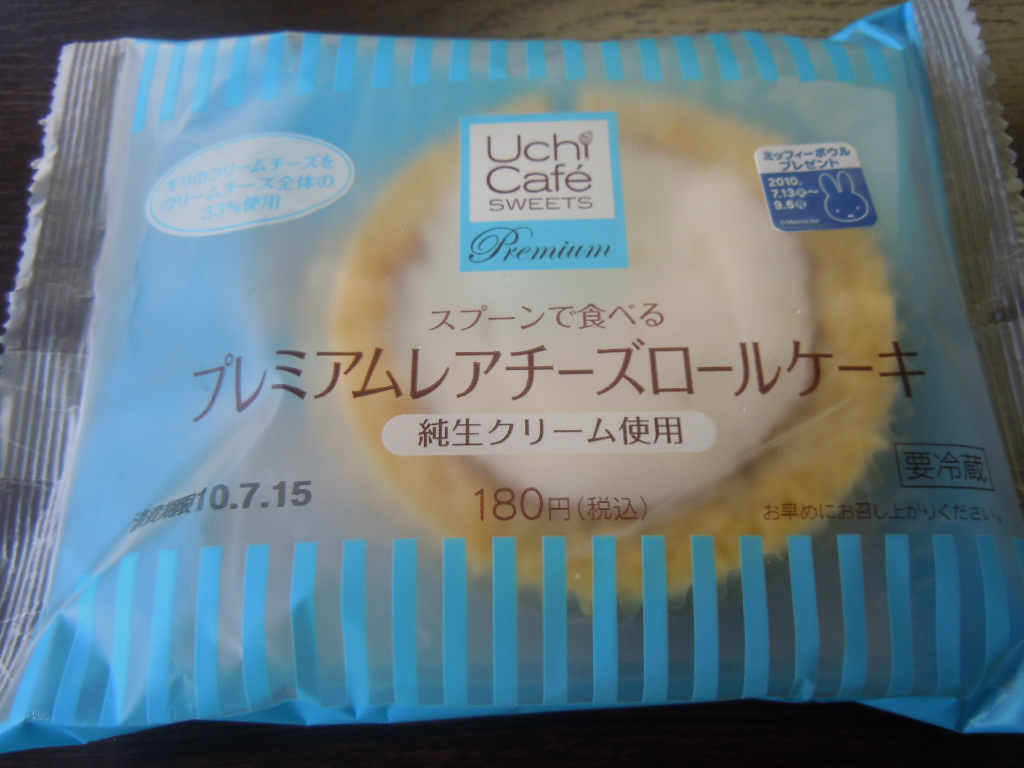 Uchi
Café
SWEETS
Premium
キリのクリームチーズを
クリームチーズ全体の
33%使用
ミッフィーボウル
プレゼント
2010.
7.13㊋〜
9.6㊊
スプーンで食べる
プレミアムレアチーズロールケーキ
純生クリーム使用
要冷蔵
消費期限10.7.15
180円(税込)
お早めにお召し上がりください。